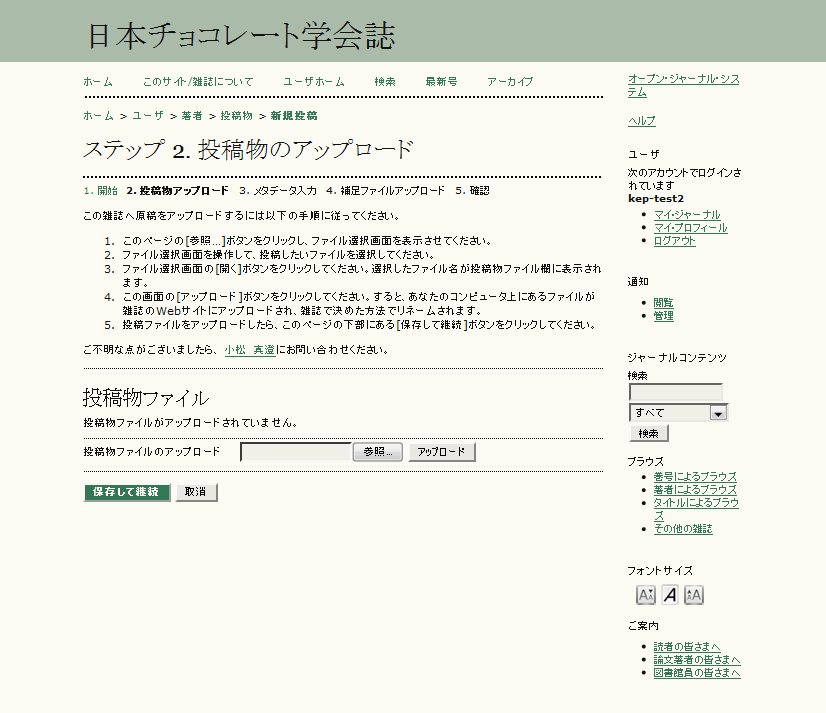 日本チョコレート学会誌
ホーム このサイト/雑誌について ユーザホーム 検索 最新号 アーカイブ
ホーム > ユーザ > 著者 > 投稿物 > 新規投稿
ステップ 2. 投稿物のアップロード
1. 開始 2. 投稿物アップロード 3. メタデータ入力 4. 補足ファイルアップロード 5. 確認
この雑誌へ原稿をアップロードするには以下の手順に従ってください。
1. このページの[参照...]ボタンをクリックし、ファイル選択画面を表示させてください。
2. ファイル選択画面を操作して、投稿したいファイルを選択してください。
3. ファイル選択画面の[開く]ボタンをクリックしてください。選択したファイル名が投稿物ファイル欄に表示され
ます。
4. この画面の[アップロード]ボタンをクリックしてください。すると、あなたのコンピュータ上にあるファイルが
雑誌のWebサイトにアップロードされ、雑誌で決めた方法でリネームされます。
5. 投稿ファイルをアップロードしたら、このページの下部にある[保存して継続]ボタンをクリックしてください。
ご不明な点がございましたら、 小松 真澄にお問い合わせください。
投稿物ファイル
投稿物ファイルがアップロードされていません。
投稿物ファイルのアップロード 参照... アップロード
保存して継続 取消
オープン・ジャーナル・シス
テム
ヘルプ
ユーザ
次のアカウントでログインさ
れています
kep-test2
マイ・ジャーナル
マイ・プロフィール
ログアウト
通知
閲覧
管理
ジャーナルコンテンツ
検索
すべて
検索
ブラウズ
巻号によるブラウズ
著者によるブラウズ
タイトルによるブラウ
ズ
その他の雑誌
フォントサイズ
A A A
ご案内
読者の皆さまへ
論文著者の皆さまへ
図書館員の皆さまへ